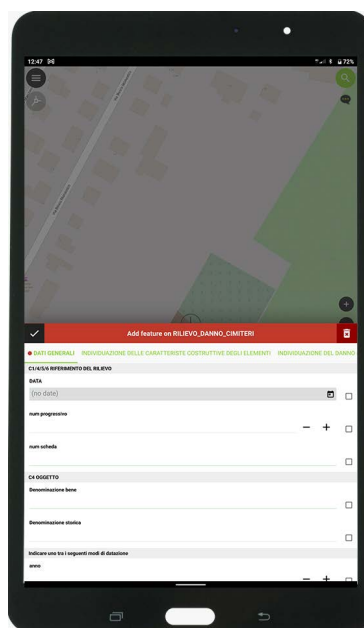 12:47
72%
Add feature on RILIEVO_DANNO_CIMITERI
DATI GENERALI INDIVIDUAZIONE DELLE CARATTERISTE COSTRUTTIVE DEGLI ELEMENTI INDIVIDUAZIONE DEL DANNO
C1/4/5/6 RIFERIMENTO DEL RILIEVO
DATA
(no date)
num progressivo
num scheda
C4 OGGETTO
Denominazione bene
Denominazione storica
Indicare uno tra i seguenti modi di datazione
anno